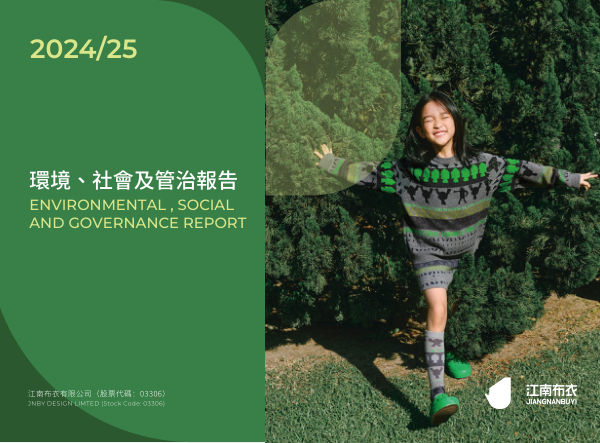 2024/25
環境、社會及管治報告
ENVIRONMENTAL , SOCIAL
AND GOVERNANCE REPORT
江南布衣有限公司（股票代碼：03306）
JNBY DESIGN LIMTED (Stock Code: 03306)
江南布衣
JIANGNANBUYI